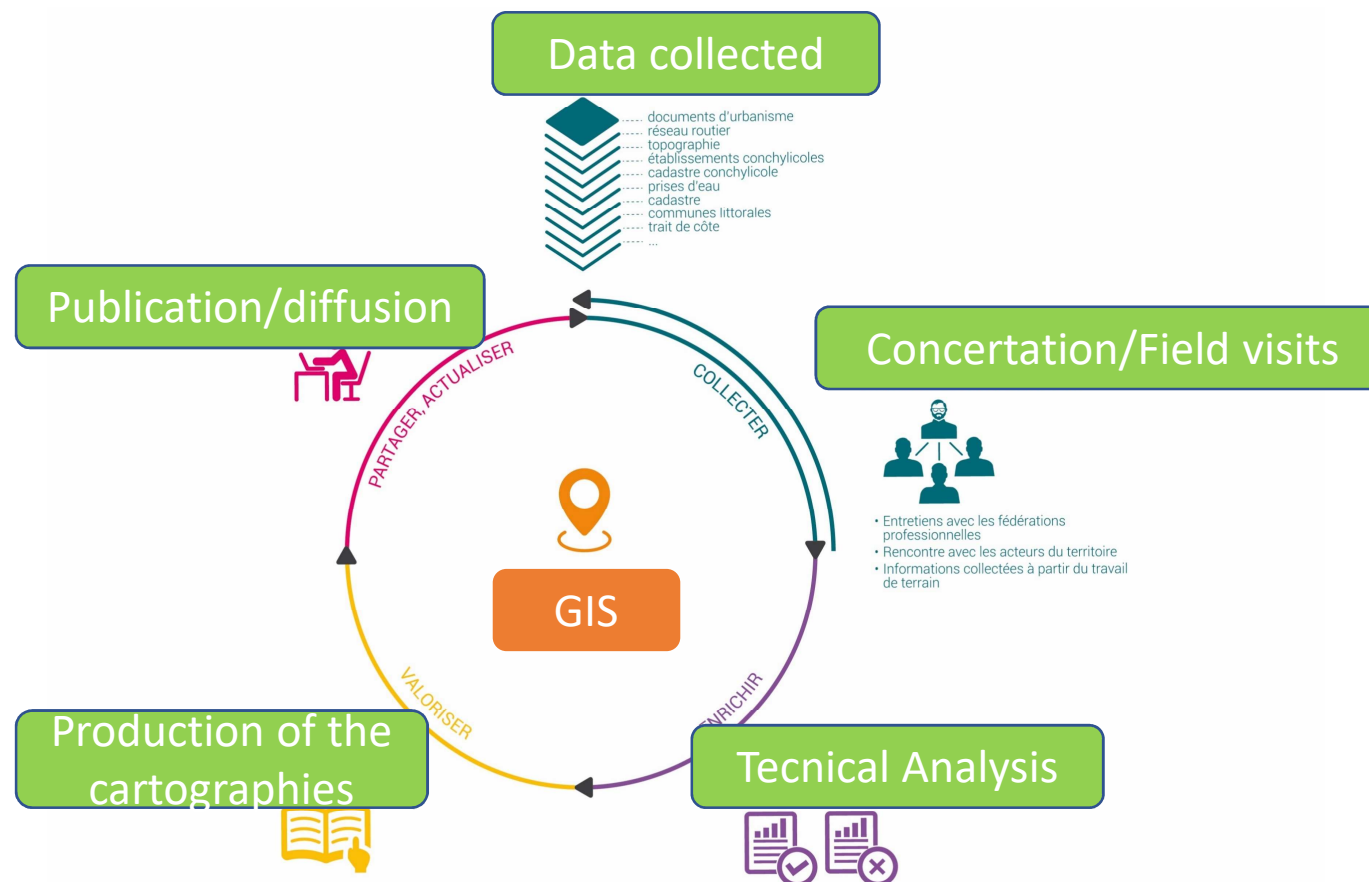 Data collected
documents d'urbanisme
réseau routier
topographie
établissements conchylicoles
cadastre conchylicole
prises d'eau
cadastre
communes littorales
trait de côte
...
Publication/diffusion
Concertation/Field visits
PARTAGER, ACTUALISER
COLLECTER
• Entretiens avec les fédérations
professionnelles
• Rencontre avec les acteurs du territoire
• Informations collectées à partir du travail
de terrain
GIS
VALORISER
ENRICHIR
Production of the
cartographies
Tecnical Analysis